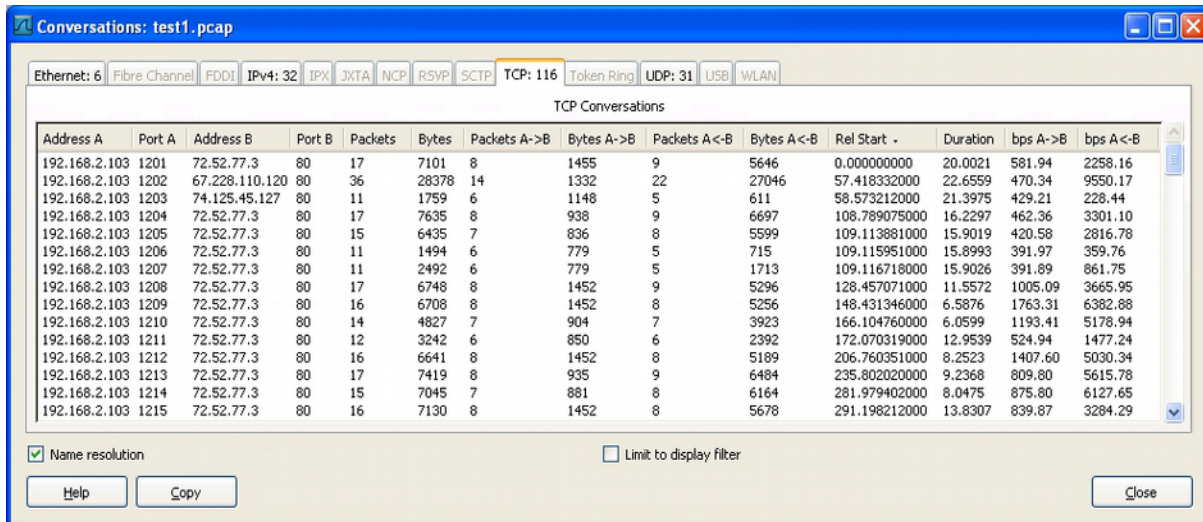 Conversations: test1.pcap
Ethernet: 6 Fibre Channel FDDI IPv4: 32 IPX JXTA NCP RSVP SCTP TCP: 116 Token Ring UDP: 31 USB WLAN
TCP Conversations
Address A Port A Address B Port B Packets Bytes Packets A->B Bytes A->B Packets A<-B Bytes A<-B Rel Start Duration bps A->B bps A<-B
192.168.2.103 1201 72.52.77.3 80 17 7101 8 1455 9 5646 0.000000000 20.0021 581.94 2258.16
192.168.2.103 1202 67.228.110.120 80 36 28378 14 1332 22 27046 57.418332000 22.6559 470.34 9550.17
192.168.2.103 1203 74.125.45.127 80 11 1759 6 1148 5 611 58.573212000 21.3975 429.21 228.44
192.168.2.103 1204 72.52.77.3 80 17 7635 8 938 9 6697 108.789075000 16.2297 462.36 3301.10
192.168.2.103 1205 72.52.77.3 80 15 6435 7 836 8 5599 109.113881000 15.9019 420.58 2816.78
192.168.2.103 1206 72.52.77.3 80 11 1494 6 779 5 715 109.115951000 15.8993 391.97 359.76
192.168.2.103 1207 72.52.77.3 80 11 2492 6 779 5 1713 109.116718000 15.9026 391.89 861.75
192.168.2.103 1208 72.52.77.3 80 17 6748 8 1452 9 5296 128.457071000 11.5572 1005.09 3665.95
192.168.2.103 1209 72.52.77.3 80 16 6708 8 1452 8 5256 148.431346000 6.5876 1763.31 6382.88
192.168.2.103 1210 72.52.77.3 80 14 4827 7 904 7 3923 166.104760000 6.0599 1193.41 5178.94
192.168.2.103 1211 72.52.77.3 80 12 3242 6 850 6 2392 172.070319000 12.9539 524.94 1477.24
192.168.2.103 1212 72.52.77.3 80 16 6641 8 1452 8 5189 206.760351000 8.2523 1407.60 5030.34
192.168.2.103 1213 72.52.77.3 80 17 7419 8 935 9 6484 235.802020000 9.2368 809.80 5615.78
192.168.2.103 1214 72.52.77.3 80 15 7045 7 881 8 6164 281.979402000 8.0475 875.80 6127.65
192.168.2.103 1215 72.52.77.3 80 16 7130 8 1452 8 5678 291.198212000 13.8307 839.87 3284.29
Name resolution Limit to display filter
Help Copy Close